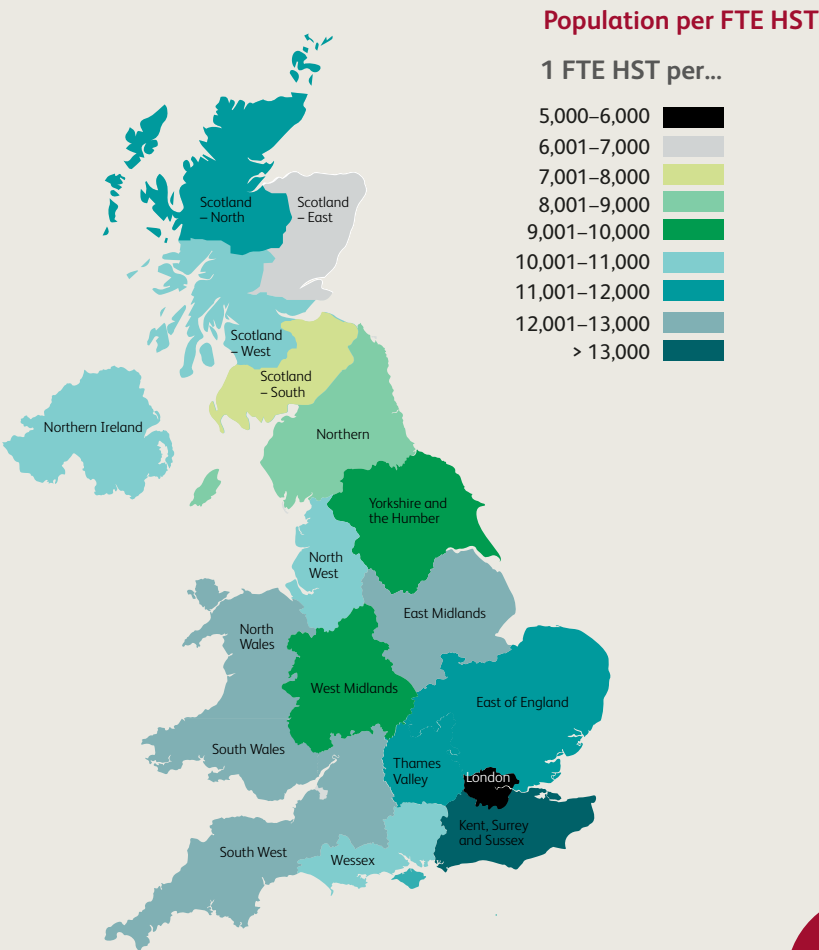 Population per FTE HST
1 FTE HST per...
5,000–6,000
6,001–7,000
7,001–8,000
8,001–9,000
9,001–10,000
10,001–11,000
11,001–12,000
12,001–13,000
> 13,000
Scotland
– North
Scotland
– East
Scotland
– West
Scotland
– South
Northern Ireland
Northern
Yorkshire and
the Humber
North
West
East Midlands
North
Wales
West Midlands
East of England
South Wales
Thames
Valley
London
Kent, Surrey
and Sussex
South West
Wessex